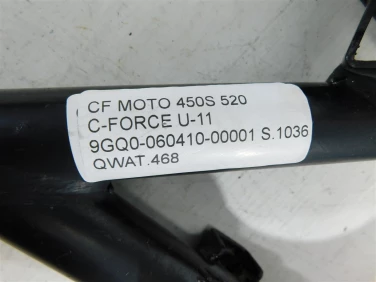 CF MOTO 450S 520
C-FORCE U-11
9GQ0-060410-00001 S.1036
QWAT.468